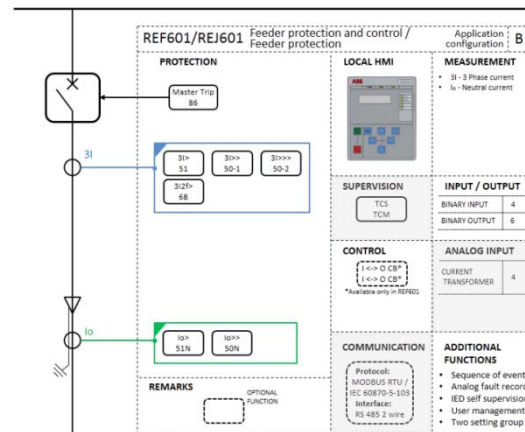 REF601/REJ601 Feeder protection and control / Application
Feeder protection configuration B
PROTECTION
Master Trip
86
3I
3I>
51
3I>>
50-1
3I>>>
50-2
3I2f>
68
Io
Io>
51N
Io>>
50N
REMARKS
OPTIONAL
FUNCTION
LOCAL HMI
ABB
SUPERVISION
TCS
TCM
CONTROL
I <-> O CB*
I <-> O CB*
*Available only in REF601
COMMUNICATION
Protocol:
MODBUS RTU /
IEC 60870-5-103
Interface:
RS 485 2 wire
MEASUREMENT
• 3I - 3 Phase current
• Io - Neutral current
INPUT / OUTPUT
BINARY INPUT 4
BINARY OUTPUT 6
ANALOG INPUT
CURRENT
TRANSFORMER 4
ADDITIONAL
FUNCTIONS
• Sequence of event
• Analog fault record
• IED self supervision
• User management
• Two setting group